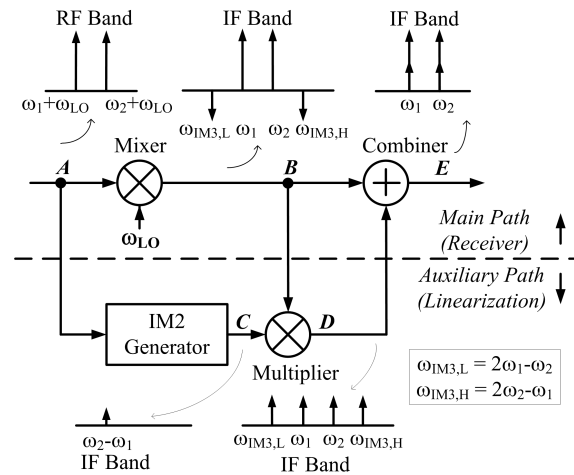 RF Band
IF Band
IF Band
ω1+ωLO ω2+ωLO
ωIM3,L ω1 ω2 ωIM3,H
ω1 ω2
Mixer
Combiner
A
B
E
ωLO
Main Path
(Receiver)
Auxiliary Path
(Linearization)
IM2
Generator
C
D
Multiplier
ωIM3,L = 2ω1-ω2
ωIM3,H = 2ω2-ω1
ω2-ω1
IF Band
ωIM3,L ω1 ω2 ωIM3,H
IF Band